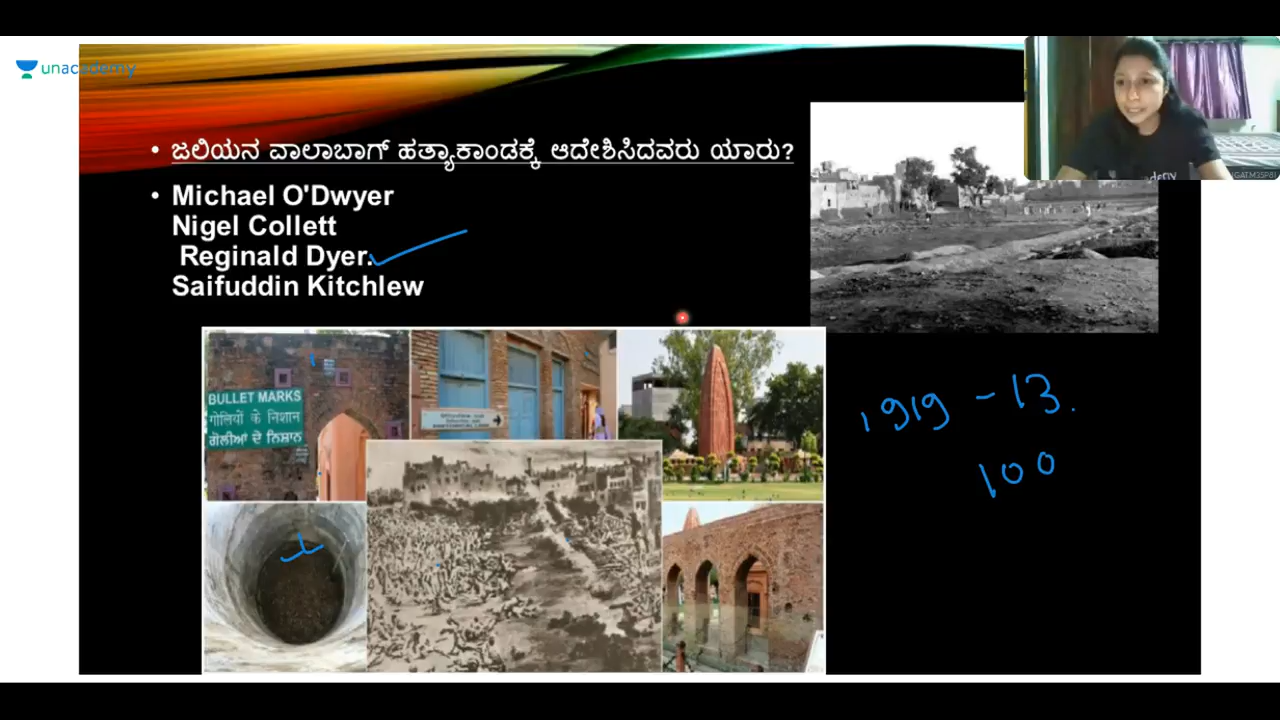 unacademy
• ಜಲಿಯನ ವಾಲಾಬಾಗ್ ಹತ್ಯಾಕಾಂಡಕ್ಕೆ ಆದೇಶಿಸಿದವರು ಯಾರು?
• Michael O'Dwyer
Nigel Collett
Reginald Dyer.
Saifuddin Kitchlew
BULLET MARKS
गोलियों के निशान
ਗੋਲੀਆਂ ਦੇ ਨਿਸ਼ਾਨ
1919 - 13.
100